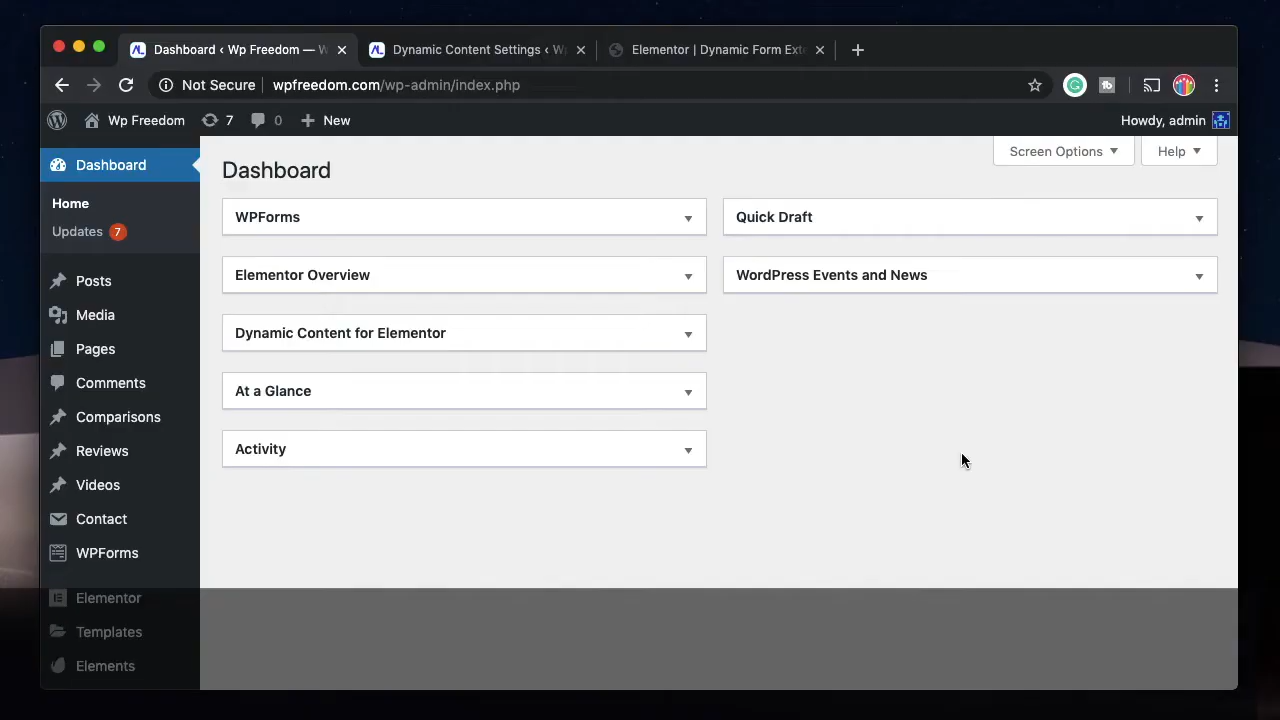 Dashboard ‹ Wp Freedom — W
Dynamic Content Settings ‹ W
Elementor | Dynamic Form Exte
Not Secure
wpfreedom.com/wp-admin/index.php
Wp Freedom
7
0
New
Howdy, admin
Dashboard
Home
Updates 7
Posts
Media
Pages
Comments
Comparisons
Reviews
Videos
Contact
WPForms
Elementor
Templates
Elements
Screen Options
Help
Dashboard
WPForms
Elementor Overview
Dynamic Content for Elementor
At a Glance
Activity
Quick Draft
WordPress Events and News